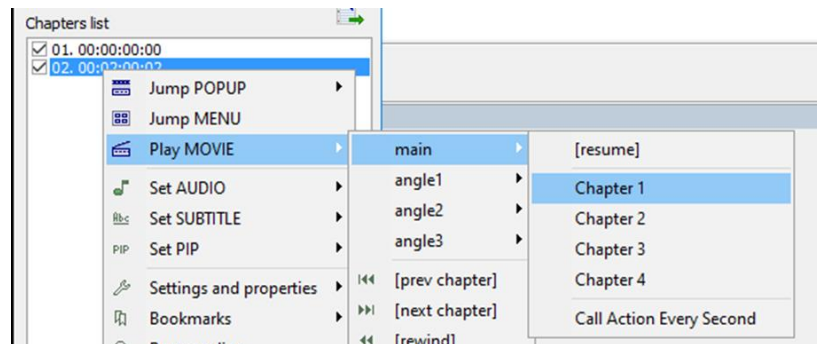 Chapters list
01. 00:00:00:00
02. 00:02:00:02
Jump POPUP
Jump MENU
Play MOVIE
Set AUDIO
Abc Set SUBTITLE
PIP Set PIP
Settings and properties
Bookmarks
main
angle1
angle2
angle3
[prev chapter]
[next chapter]
[rewind]
[resume]
Chapter 1
Chapter 2
Chapter 3
Chapter 4
Call Action Every Second